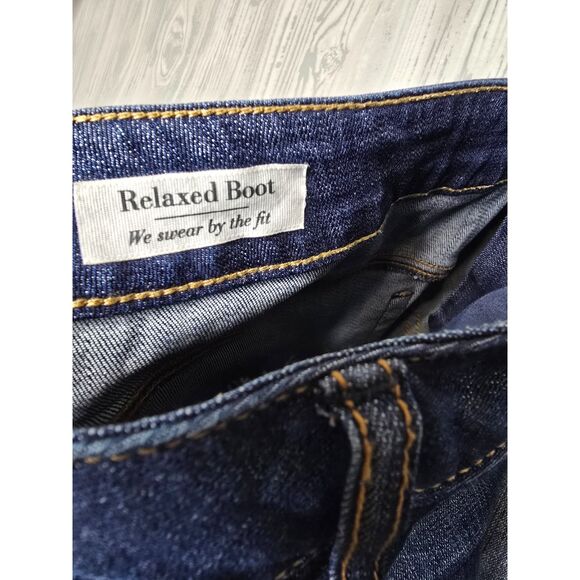 Relaxed Boot
We swear by the fit